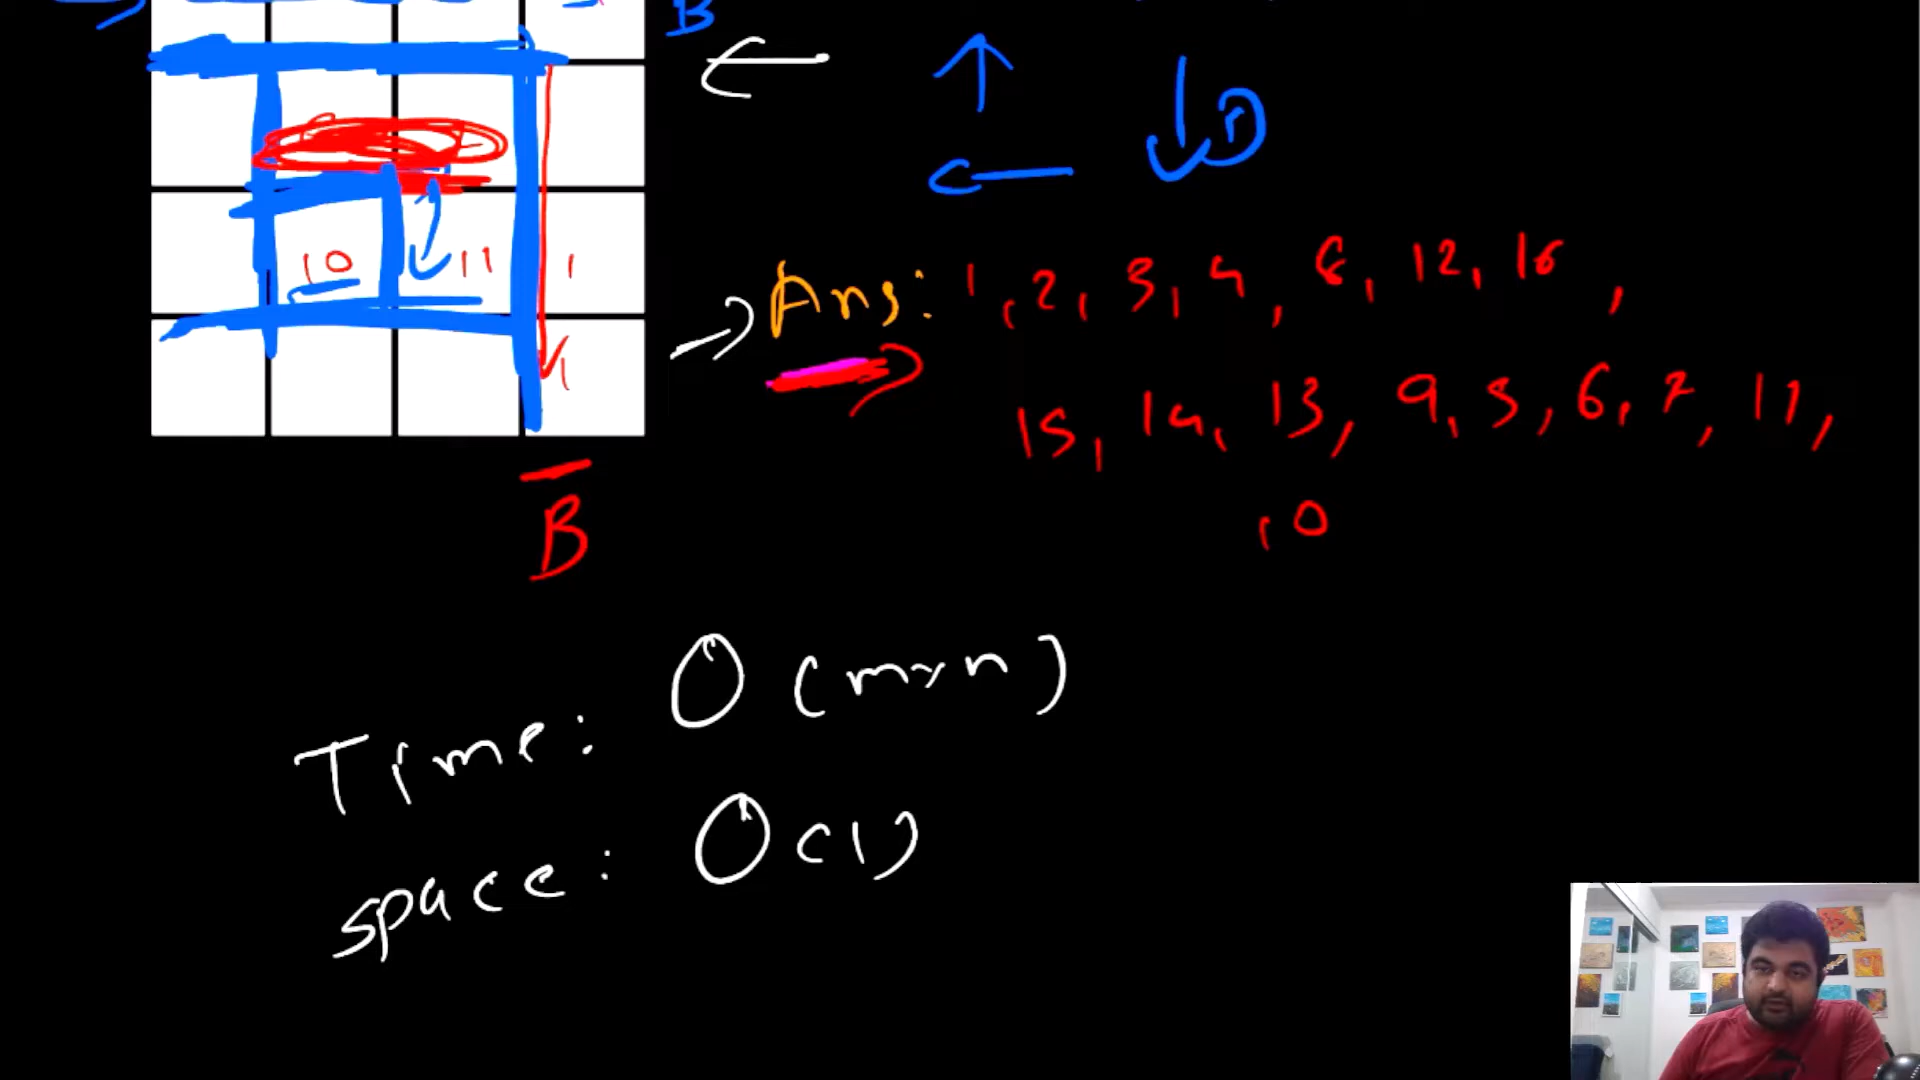 B
10 11 1
Ans: 1, 2, 3, 4, 8, 12, 16,
15, 14, 13, 9, 5, 6, 7, 11,
10
B
Time: O(m×n)
space: O(1)